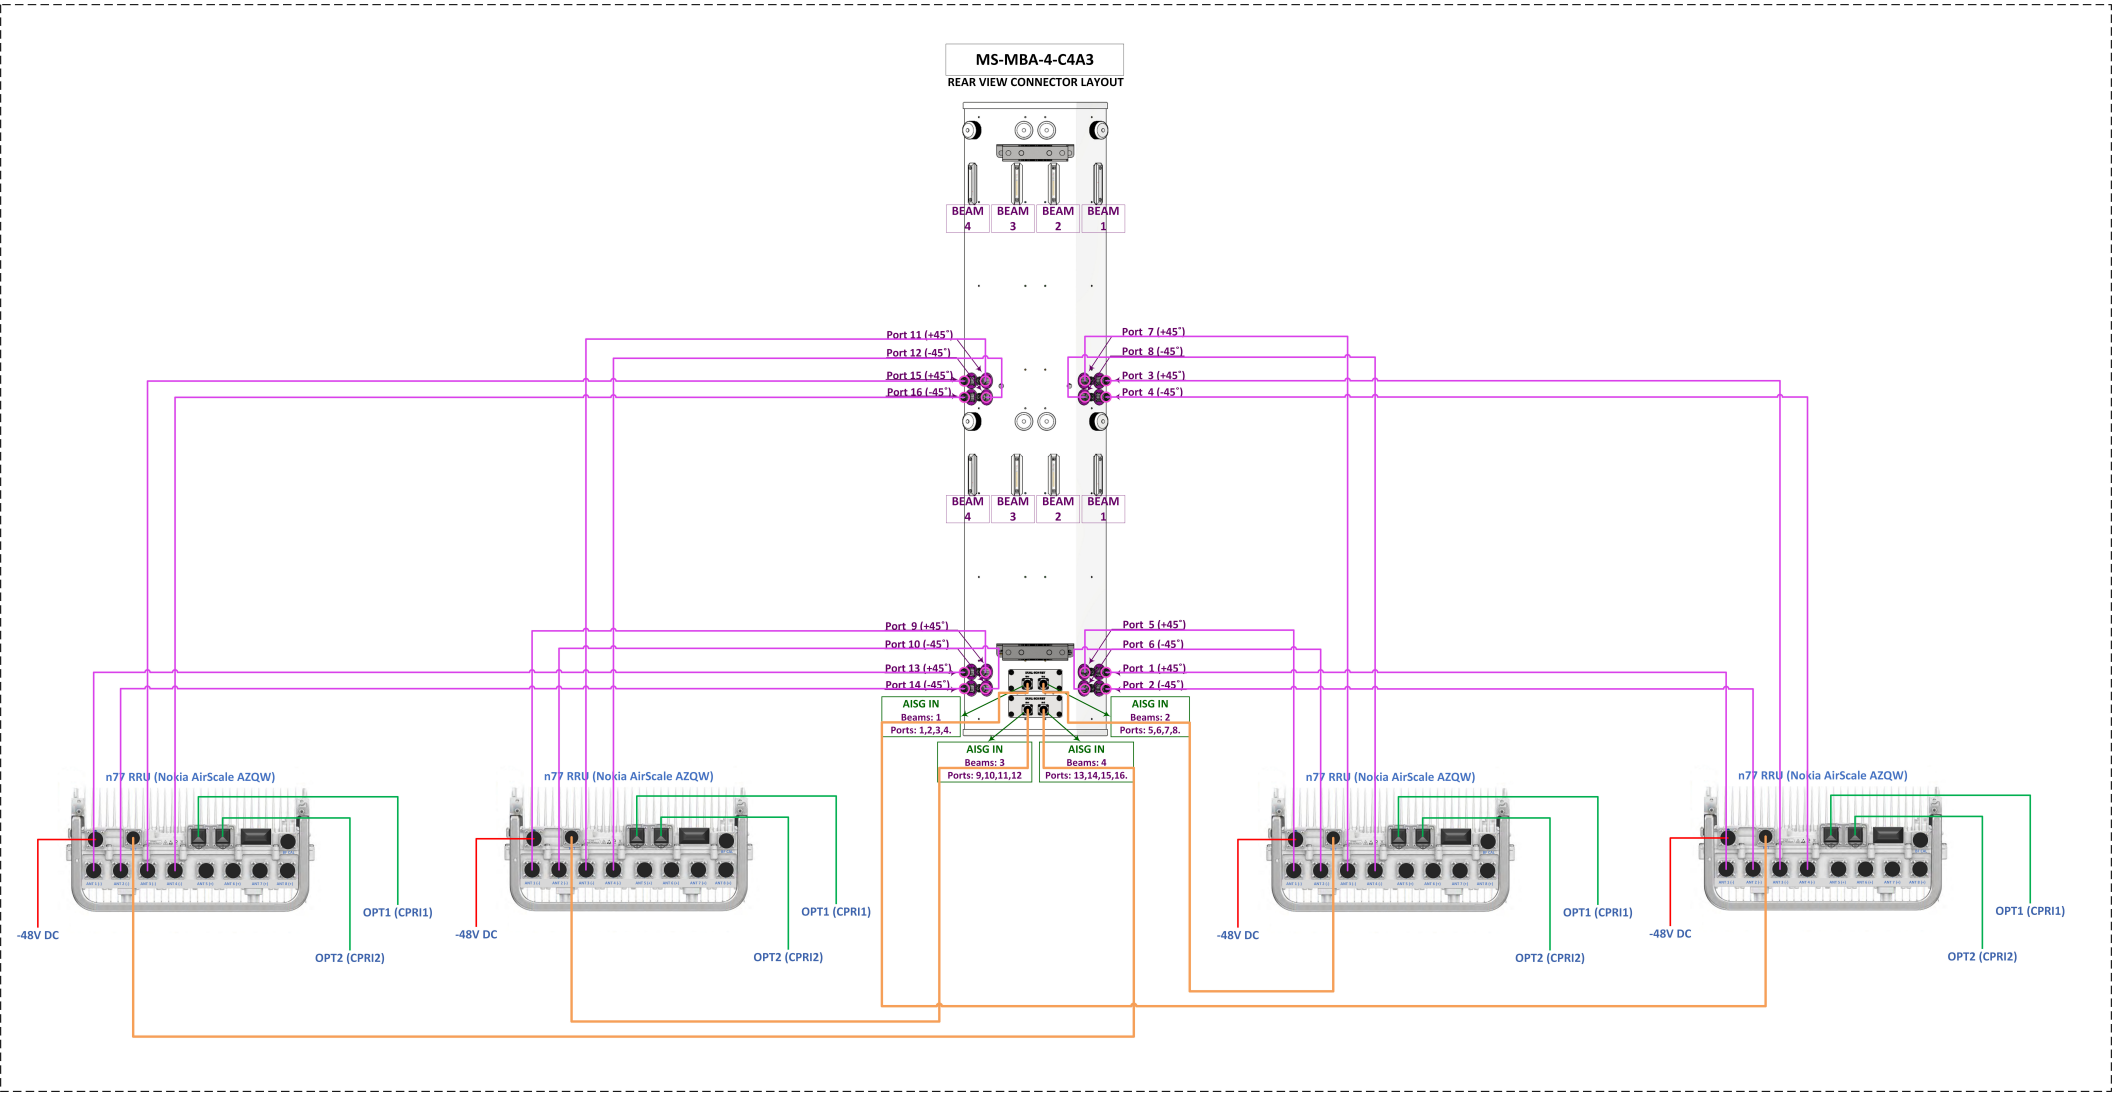 MS-MBA-4-C4A3
REAR VIEW CONNECTOR LAYOUT
BEAM 4
BEAM 3
BEAM 2
BEAM 1
Port 11 (+45˚)
Port 12 (-45˚)
Port 15 (+45˚)
Port 16 (-45˚)
Port 7 (+45˚)
Port 8 (-45˚)
Port 3 (+45˚)
Port 4 (-45˚)
BEAM 4
BEAM 3
BEAM 2
BEAM 1
Port 9 (+45˚)
Port 10 (-45˚)
Port 13 (+45˚)
Port 14 (-45˚)
Port 5 (+45˚)
Port 6 (-45˚)
Port 1 (+45˚)
Port 2 (-45˚)
AISG IN
Beams: 1
Ports: 1,2,3,4.
AISG IN
Beams: 2
Ports: 5,6,7,8.
AISG IN
Beams: 3
Ports: 9,10,11,12
AISG IN
Beams: 4
Ports: 13,14,15,16.
n77 RRU (Nokia AirScale AZQW)
-48V DC
OPT1 (CPRI1)
OPT2 (CPRI2)
n77 RRU (Nokia AirScale AZQW)
-48V DC
OPT1 (CPRI1)
OPT2 (CPRI2)
n77 RRU (Nokia AirScale AZQW)
-48V DC
OPT1 (CPRI1)
OPT2 (CPRI2)
n77 RRU (Nokia AirScale AZQW)
-48V DC
OPT1 (CPRI1)
OPT2 (CPRI2)